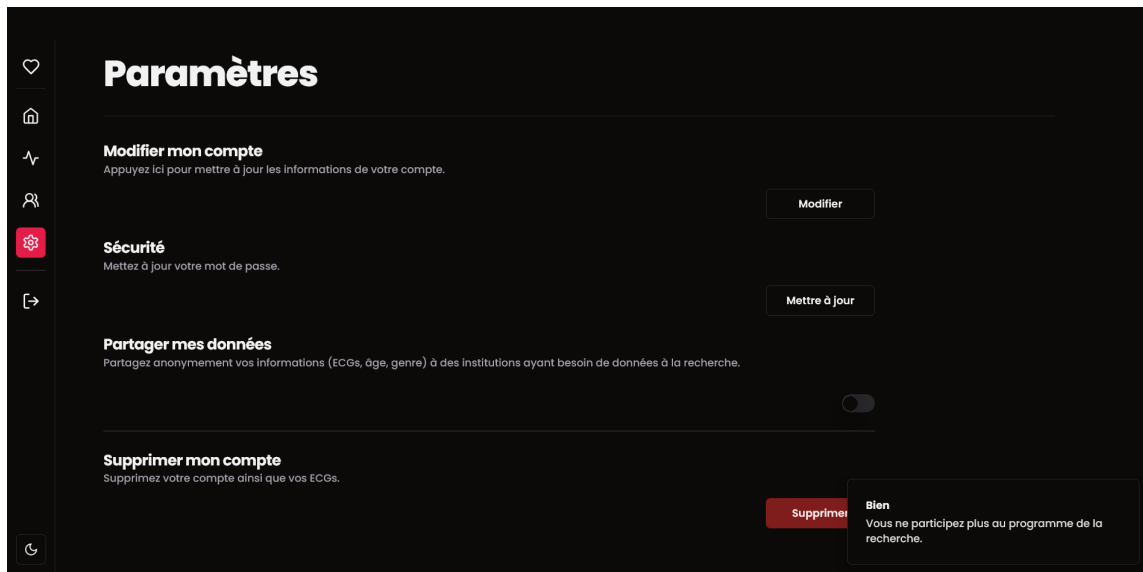 Paramètres
Modifier mon compte
Appuyez ici pour mettre à jour les informations de votre compte.
Modifier
Sécurité
Mettez à jour votre mot de passe.
Mettre à jour
Partager mes données
Partagez anonymement vos informations (ECGs, âge, genre) à des institutions ayant besoin de données à la recherche.
Supprimer mon compte
Supprimez votre compte ainsi que vos ECGs.
Supprimer
Bien
Vous ne participez plus au programme de la
recherche.